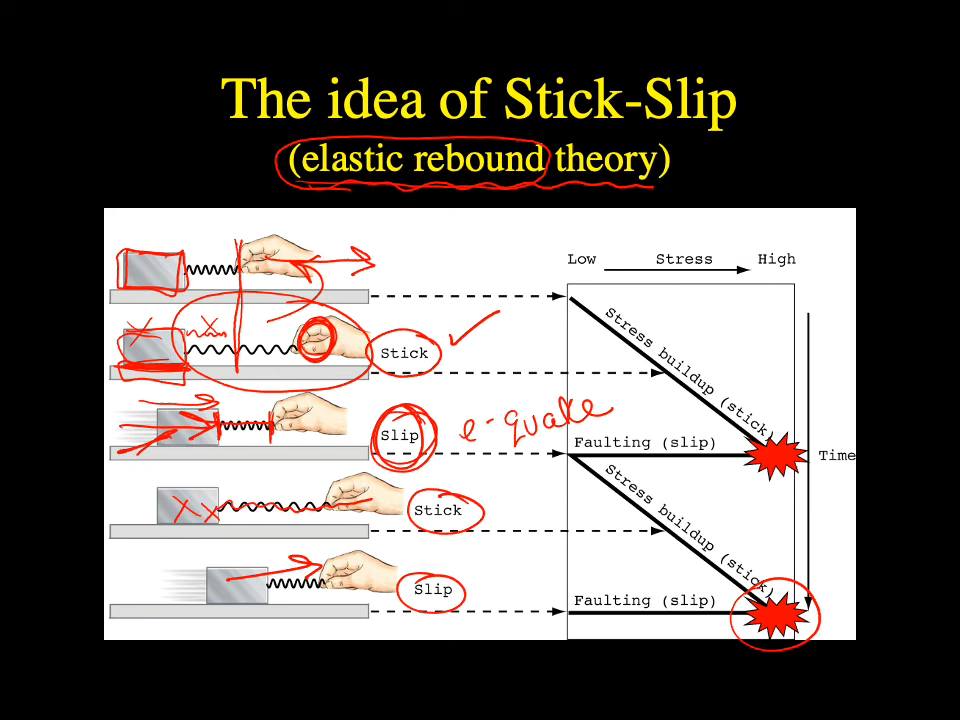 The idea of Stick-Slip
(elastic rebound theory)
Low Stress High
Stick
Stress buildup (stick)
Slip
e-quake
Faulting (slip)
Time
Stick
Stress buildup (stick)
Slip
Faulting (slip)